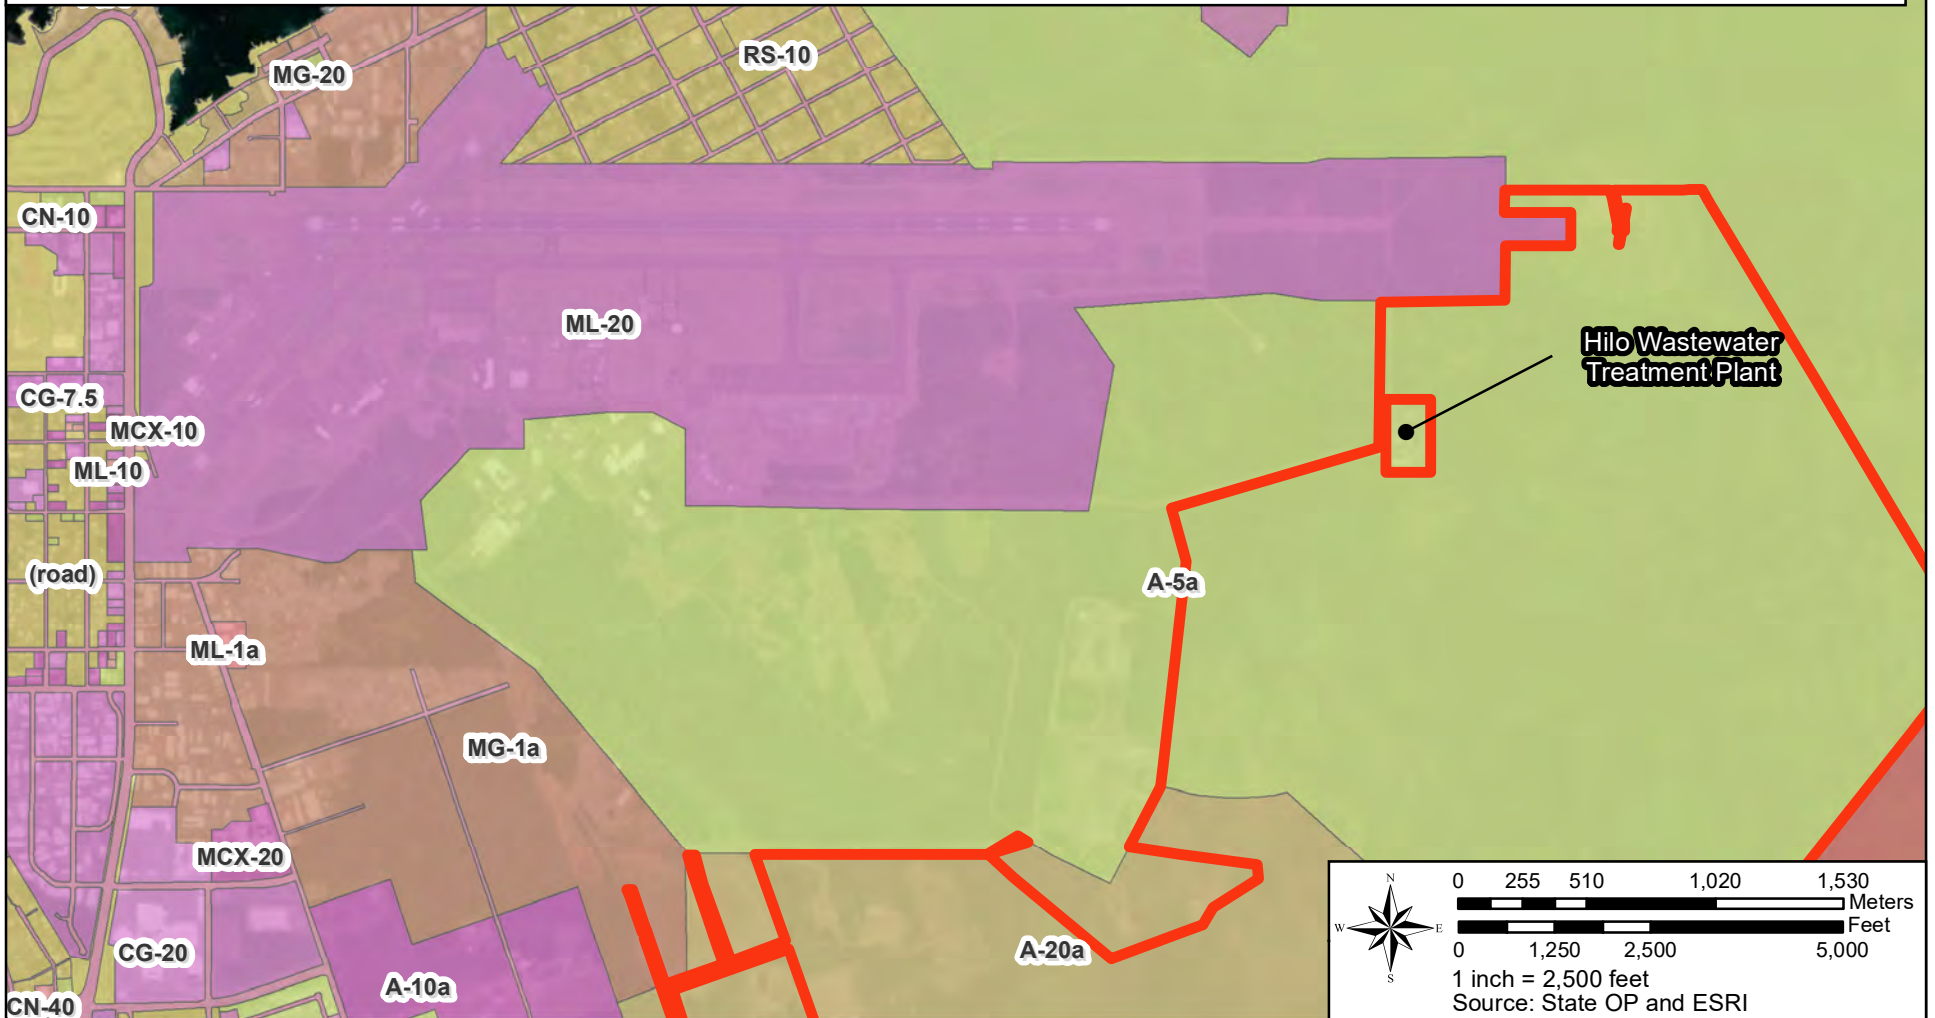 RS-10
MG-20
CN-10
ML-20
Hilo Wastewater
Treatment Plant
CG-7.5
MCX-10
ML-10
(road)
A-5a
ML-1a
MG-1a
MCX-20
CG-20
A-20a
A-10a
CN-40
N
W
E
S
0 255 510 1,020 1,530
Meters
Feet
0 1,250 2,500 5,000
1 inch = 2,500 feet
Source: State OP and ESRI